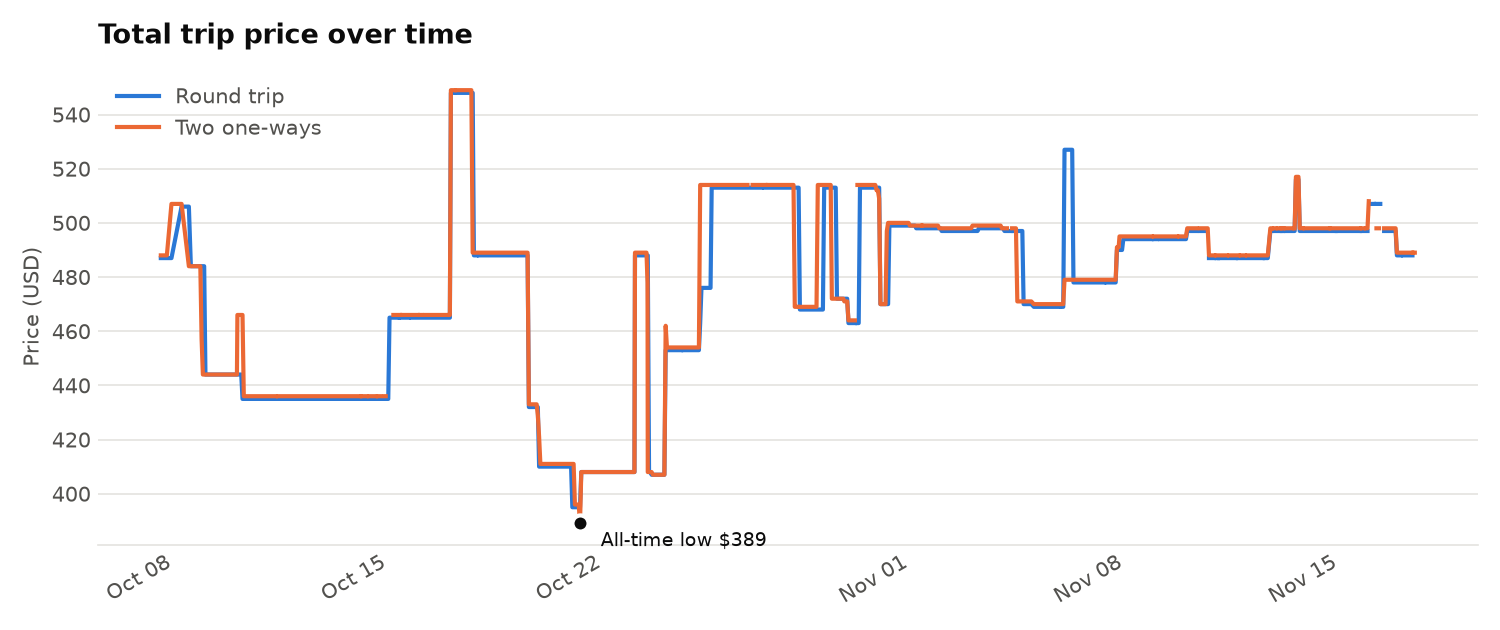 Total trip price over time
Round trip
Two one-ways
Price (USD)
540
520
500
480
460
440
420
400
All-time low $389
Oct 08
Oct 15
Oct 22
Nov 01
Nov 08
Nov 15